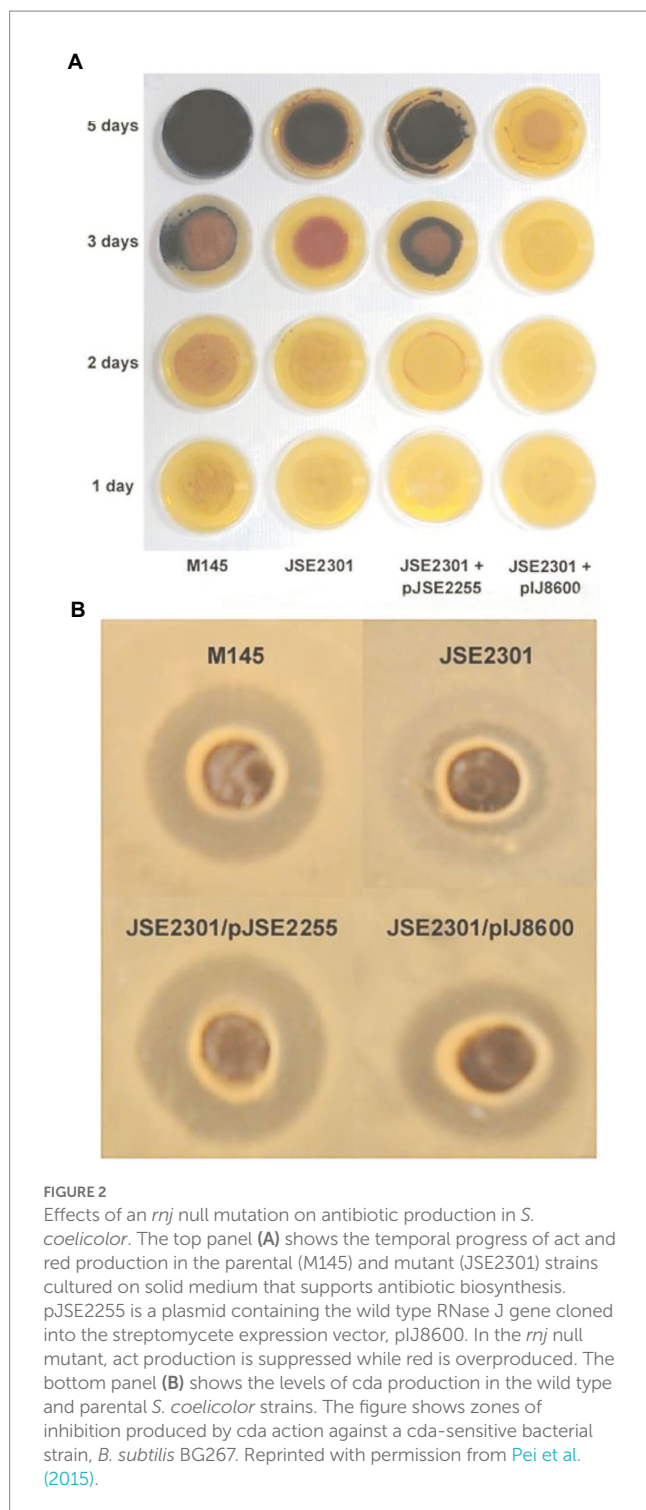 A
5 days
3 days
2 days
1 day
M145 JSE2301 JSE2301 + pJSE2255 JSE2301 + pIJ8600
B
M145 JSE2301
JSE2301/pJSE2255 JSE2301/pIJ8600
FIGURE 2
Effects of an rnj null mutation on antibiotic production in S.
coelicolor. The top panel (A) shows the temporal progress of act and
red production in the parental (M145) and mutant (JSE2301) strains
cultured on solid medium that supports antibiotic biosynthesis.
pJSE2255 is a plasmid containing the wild type RNase J gene cloned
into the streptomycete expression vector, pIJ8600. In the rnj null
mutant, act production is suppressed while red is overproduced. The
bottom panel (B) shows the levels of cda production in the wild type
and parental S. coelicolor strains. The figure shows zones of
inhibition produced by cda action against a cda-sensitive bacterial
strain, B. subtilis BG267. Reprinted with permission from Pei et al.
(2015).